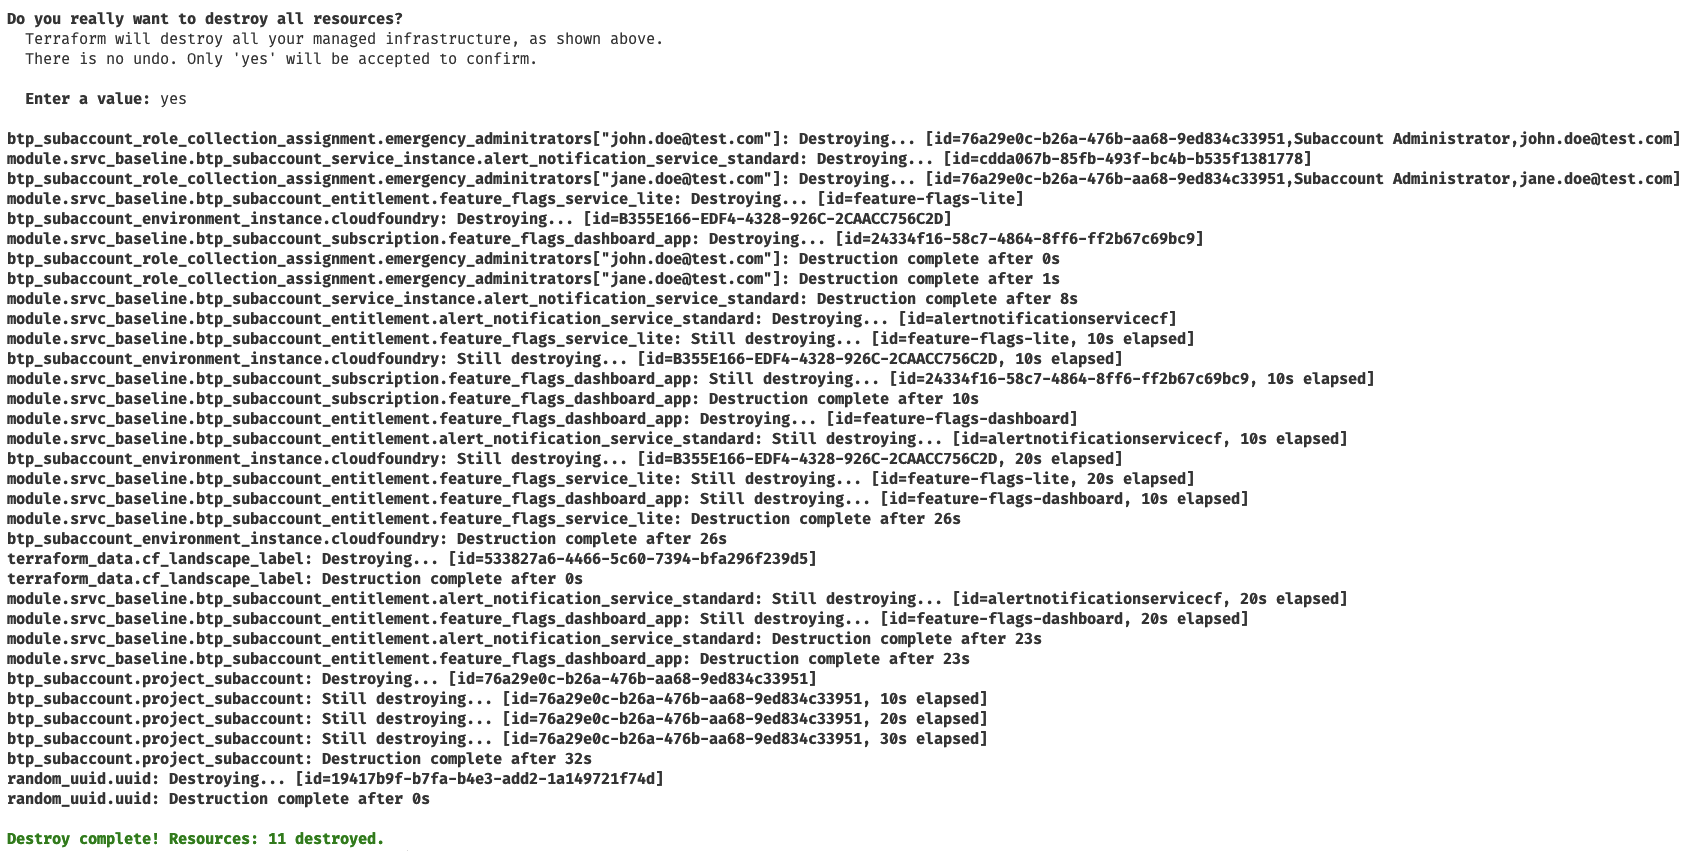 Do you really want to destroy all resources?
Terraform will destroy all your managed infrastructure, as shown above.
There is no undo. Only 'yes' will be accepted to confirm.
Enter a value: yes
btp_subaccount_role_collection_assignment.emergency_adminitrators["john.doe@test.com"]: Destroying... [id=76a29e0c-b26a-476b-aa68-9ed834c33951,Subaccount Administrator,john.doe@test.com]
module.srvc_baseline.btp_subaccount_service_instance.alert_notification_service_standard: Destroying... [id=cdda067b-85fb-493f-bc4b-b535f1381778]
btp_subaccount_role_collection_assignment.emergency_adminitrators["jane.doe@test.com"]: Destroying... [id=76a29e0c-b26a-476b-aa68-9ed834c33951,Subaccount Administrator,jane.doe@test.com]
module.srvc_baseline.btp_subaccount_entitlement.feature_flags_service_lite: Destroying... [id=feature-flags-lite]
btp_subaccount_environment_instance.cloudfoundry: Destroying... [id=B355E166-EDF4-4328-926C-2CAACC756C2D]
module.srvc_baseline.btp_subaccount_subscription.feature_flags_dashboard_app: Destroying... [id=24334f16-58c7-4864-8ff6-ff2b67c69bc9]
btp_subaccount_role_collection_assignment.emergency_adminitrators["john.doe@test.com"]: Destruction complete after 0s
btp_subaccount_role_collection_assignment.emergency_adminitrators["jane.doe@test.com"]: Destruction complete after 1s
module.srvc_baseline.btp_subaccount_service_instance.alert_notification_service_standard: Destruction complete after 8s
module.srvc_baseline.btp_subaccount_entitlement.alert_notification_service_standard: Destroying... [id=alertnotificationservicecf]
module.srvc_baseline.btp_subaccount_entitlement.feature_flags_service_lite: Still destroying... [id=feature-flags-lite, 10s elapsed]
btp_subaccount_environment_instance.cloudfoundry: Still destroying... [id=B355E166-EDF4-4328-926C-2CAACC756C2D, 10s elapsed]
module.srvc_baseline.btp_subaccount_subscription.feature_flags_dashboard_app: Still destroying... [id=24334f16-58c7-4864-8ff6-ff2b67c69bc9, 10s elapsed]
module.srvc_baseline.btp_subaccount_subscription.feature_flags_dashboard_app: Destruction complete after 10s
module.srvc_baseline.btp_subaccount_entitlement.feature_flags_dashboard_app: Destroying... [id=feature-flags-dashboard]
module.srvc_baseline.btp_subaccount_entitlement.alert_notification_service_standard: Still destroying... [id=alertnotificationservicecf, 10s elapsed]
btp_subaccount_environment_instance.cloudfoundry: Still destroying... [id=B355E166-EDF4-4328-926C-2CAACC756C2D, 20s elapsed]
module.srvc_baseline.btp_subaccount_entitlement.feature_flags_service_lite: Still destroying... [id=feature-flags-lite, 20s elapsed]
module.srvc_baseline.btp_subaccount_entitlement.feature_flags_dashboard_app: Still destroying... [id=feature-flags-dashboard, 10s elapsed]
module.srvc_baseline.btp_subaccount_entitlement.feature_flags_service_lite: Destruction complete after 26s
btp_subaccount_environment_instance.cloudfoundry: Destruction complete after 26s
terraform_data.cf_landscape_label: Destroying... [id=533827a6-4466-5c60-7394-bfa296f239d5]
terraform_data.cf_landscape_label: Destruction complete after 0s
module.srvc_baseline.btp_subaccount_entitlement.alert_notification_service_standard: Still destroying... [id=alertnotificationservicecf, 20s elapsed]
module.srvc_baseline.btp_subaccount_entitlement.feature_flags_dashboard_app: Still destroying... [id=feature-flags-dashboard, 20s elapsed]
module.srvc_baseline.btp_subaccount_entitlement.alert_notification_service_standard: Destruction complete after 23s
module.srvc_baseline.btp_subaccount_entitlement.feature_flags_dashboard_app: Destruction complete after 23s
btp_subaccount.project_subaccount: Destroying... [id=76a29e0c-b26a-476b-aa68-9ed834c33951]
btp_subaccount.project_subaccount: Still destroying... [id=76a29e0c-b26a-476b-aa68-9ed834c33951, 10s elapsed]
btp_subaccount.project_subaccount: Still destroying... [id=76a29e0c-b26a-476b-aa68-9ed834c33951, 20s elapsed]
btp_subaccount.project_subaccount: Still destroying... [id=76a29e0c-b26a-476b-aa68-9ed834c33951, 30s elapsed]
btp_subaccount.project_subaccount: Destruction complete after 32s
random_uuid.uuid: Destroying... [id=19417b9f-b7fa-b4e3-add2-1a149721f74d]
random_uuid.uuid: Destruction complete after 0s
Destroy complete! Resources: 11 destroyed.